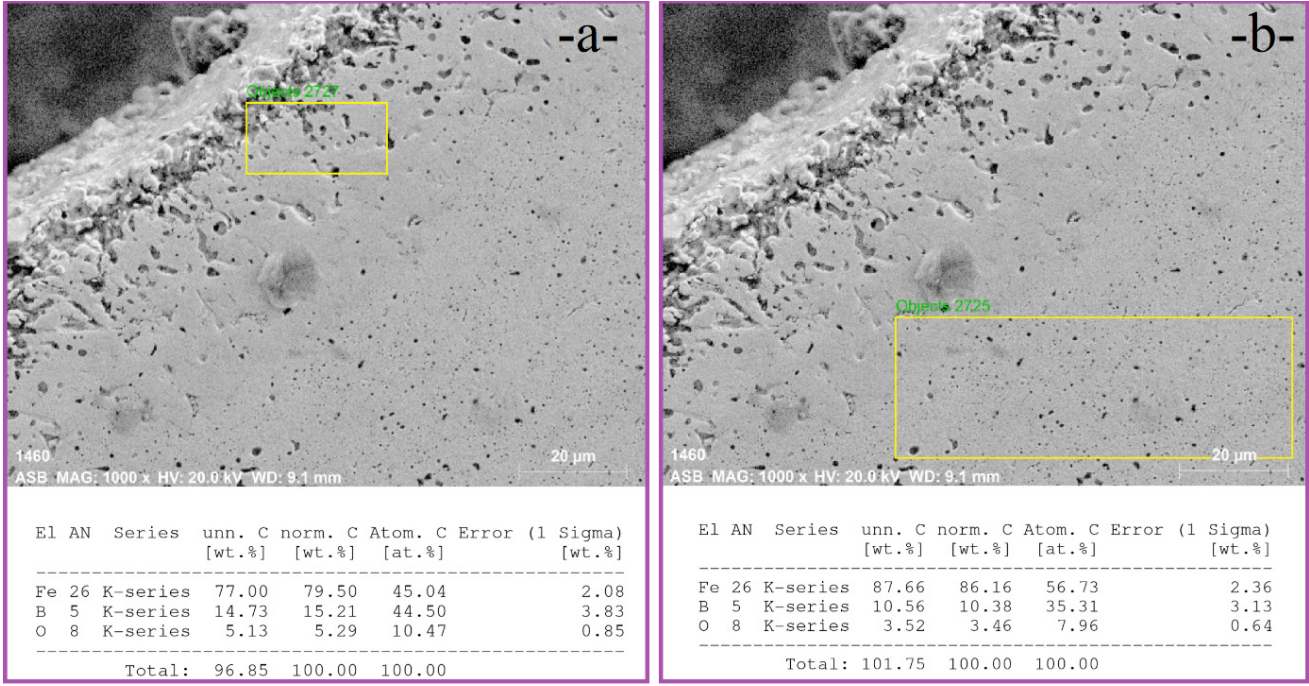 -a-
Objects 2727
1460
20 µm
ASB MAG: 1000 x HV: 20.0 kV WD: 9.1 mm
El AN Series unn. C norm. C Atom. C Error (1 Sigma)
[wt.%] [wt.%] [at.%] [wt.%]
Fe 26 K-series 77.00 79.50 45.04 2.08
B 5 K-series 14.73 15.21 44.50 3.83
O 8 K-series 5.13 5.29 10.47 0.85
Total: 96.85 100.00 100.00
-b-
Objects 2725
1460
20 µm
ASB MAG: 1000 x HV: 20.0 kV WD: 9.1 mm
El AN Series unn. C norm. C Atom. C Error (1 Sigma)
[wt.%] [wt.%] [at.%] [wt.%]
Fe 26 K-series 87.66 86.16 56.73 2.36
B 5 K-series 10.56 10.38 35.31 3.13
O 8 K-series 3.52 3.46 7.96 0.64
Total: 101.75 100.00 100.00